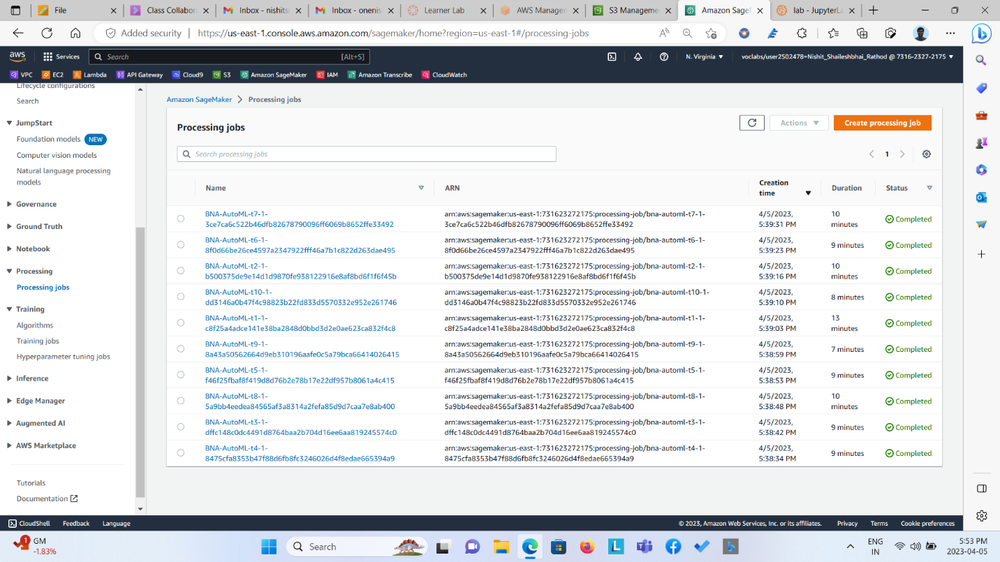 File
Class Collabor
Inbox - nishits
Inbox - onenis
Learner Lab
AWS Managem
S3 Manageme
Amazon SageM
lab - JupyterLa
Added security
https://us-east-1.console.aws.amazon.com/sagemaker/home?region=us-east-1#/processing-jobs
aws
Services
Search
[Alt+S]
N. Virginia
voclabs/user2502478=Nishit_Shaileshbhai_Rathod @ 7316-2327-2175
VPC
EC2
Lambda
API Gateway
Cloud9
S3
Amazon SageMaker
IAM
Amazon Transcribe
CloudWatch
Lifecycle configurations
Search
JumpStart
Foundation models NEW
Computer vision models
Natural language processing
models
Governance
Ground Truth
Notebook
Processing
Processing jobs
Training
Algorithms
Training jobs
Hyperparameter tuning jobs
Inference
Edge Manager
Augmented AI
AWS Marketplace
Tutorials
Documentation
Amazon SageMaker > Processing jobs
Processing jobs
Actions
Create processing job
Search processing jobs
1
Name
ARN
Creation
time
Duration
Status
BNA-AutoML-t7-1-
3ce7ca6c522b46dfb82678790096ff6069b8652ffe33492
arn:aws:sagemaker:us-east-1:731623272175:processing-job/bna-automl-t7-1-
3ce7ca6c522b46dfb82678790096ff6069b8652ffe33492
4/5/2023,
5:39:31 PM
10
minutes
Completed
BNA-AutoML-t6-1-
8f0d66be26ce4597a2347922fff46a7b1c822d263dae495
arn:aws:sagemaker:us-east-1:731623272175:processing-job/bna-automl-t6-1-
8f0d66be26ce4597a2347922fff46a7b1c822d263dae495
4/5/2023,
5:39:23 PM
9 minutes
Completed
BNA-AutoML-t2-1-
b500375de9e14d1d9870fe938122916e8af8bd6f1f6f45b
arn:aws:sagemaker:us-east-1:731623272175:processing-job/bna-automl-t2-1-
b500375de9e14d1d9870fe938122916e8af8bd6f1f6f45b
4/5/2023,
5:39:16 PM
10
minutes
Completed
BNA-AutoML-t10-1-
dd3146a0b47f4c98823b22fd833d5570332e952e261746
arn:aws:sagemaker:us-east-1:731623272175:processing-job/bna-automl-t10-1-
dd3146a0b47f4c98823b22fd833d5570332e952e261746
4/5/2023,
5:39:10 PM
8 minutes
Completed
BNA-AutoML-t1-1-
c8f25a4adce141e38ba2848d0bbd3d2e0ae623ca832f4c8
arn:aws:sagemaker:us-east-1:731623272175:processing-job/bna-automl-t1-1-
c8f25a4adce141e38ba2848d0bbd3d2e0ae623ca832f4c8
4/5/2023,
5:39:03 PM
13
minutes
Completed
BNA-AutoML-t9-1-
8a43a50562664d9eb310196aafe0c5a79bca66414026415
arn:aws:sagemaker:us-east-1:731623272175:processing-job/bna-automl-t9-1-
8a43a50562664d9eb310196aafe0c5a79bca66414026415
4/5/2023,
5:38:59 PM
7 minutes
Completed
BNA-AutoML-t5-1-
f46f25fbaf8f419d8d76b2e78b17e22df957b8061a4c415
arn:aws:sagemaker:us-east-1:731623272175:processing-job/bna-automl-t5-1-
f46f25fbaf8f419d8d76b2e78b17e22df957b8061a4c415
4/5/2023,
5:38:53 PM
9 minutes
Completed
BNA-AutoML-t8-1-
5a9bb4eedea84565af3a8314a2fefa85d9d7caa7e8ab400
arn:aws:sagemaker:us-east-1:731623272175:processing-job/bna-automl-t8-1-
5a9bb4eedea84565af3a8314a2fefa85d9d7caa7e8ab400
4/5/2023,
5:38:48 PM
10
minutes
Completed
BNA-AutoML-t3-1-
dffc148c0dc4491d8764baa2b704d16ee6aa819245574c0
arn:aws:sagemaker:us-east-1:731623272175:processing-job/bna-automl-t3-1-
dffc148c0dc4491d8764baa2b704d16ee6aa819245574c0
4/5/2023,
5:38:42 PM
9 minutes
Completed
BNA-AutoML-t4-1-
8475cfa8353b47f88d6fb8fc3246026d4f8edae665394a9
arn:aws:sagemaker:us-east-1:731623272175:processing-job/bna-automl-t4-1-
8475cfa8353b47f88d6fb8fc3246026d4f8edae665394a9
4/5/2023,
5:38:34 PM
9 minutes
Completed
CloudShell
Feedback
Language
© 2023, Amazon Web Services, Inc. or its affiliates.
Privacy
Terms
Cookie preferences
1
GM
-1.83%
Search
ENG
IN
5:53 PM
2023-04-05